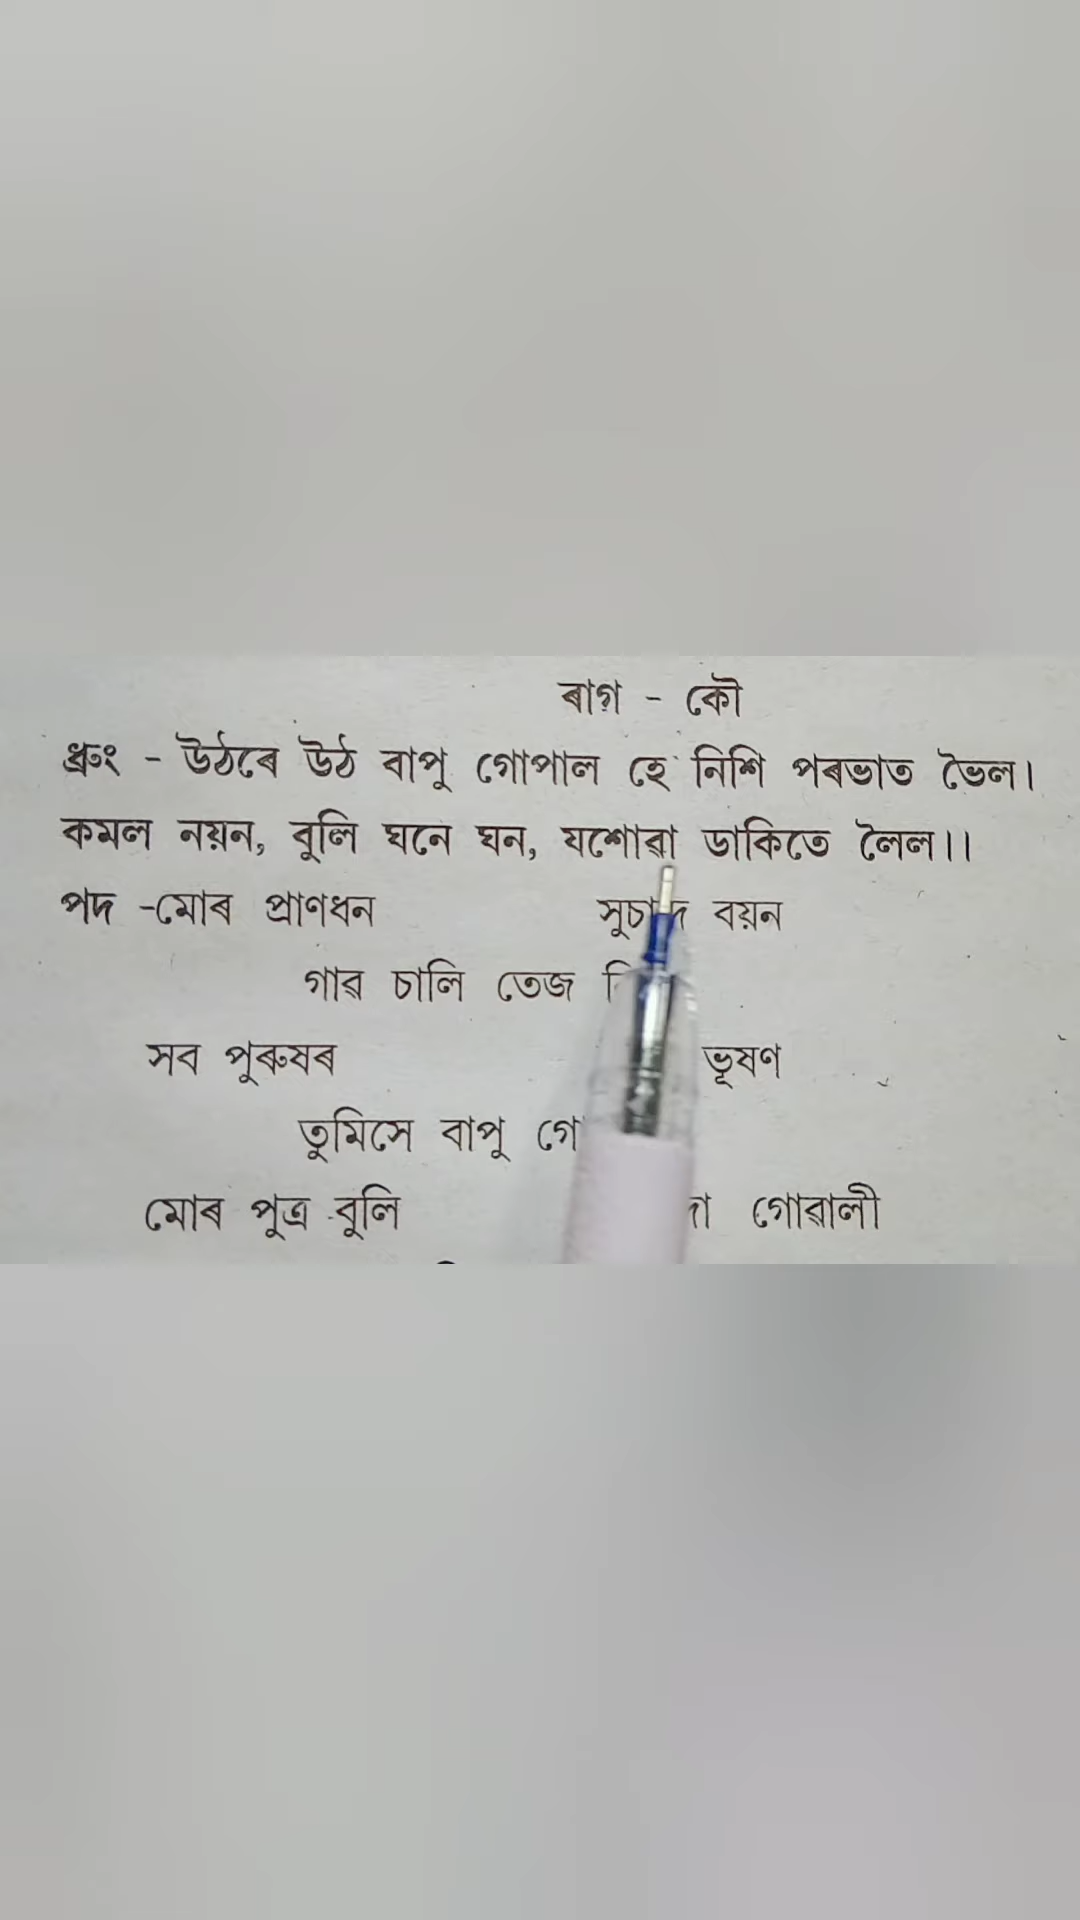 ৰাগ - কৌ
ধ্ৰুং - উঠৰে উঠ বাপু গোপাল হে নিশি পৰভাত ভৈল।
কমল নয়ন, বুলি ঘনে ঘন, যশোৱা ডাকিতে লৈল।।
পদ -মোৰ প্ৰাণধন বয়ন
গাৱ চালি তেজ
সব পুৰুষৰ ভূষণ
তুমিসে বাপু
মোৰ পুত্ৰ বুলি গোৱালী